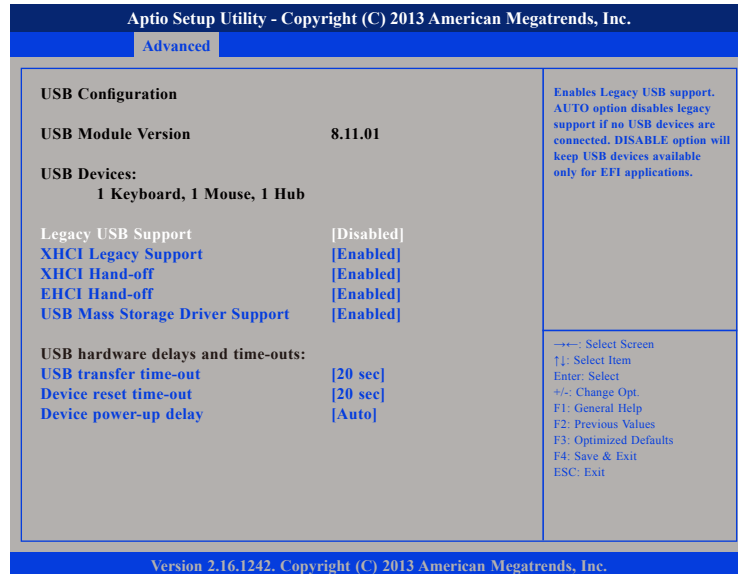 Aptio Setup Utility - Copyright (C) 2013 American Megatrends, Inc.
Advanced
USB Configuration
USB Module Version 8.11.01
USB Devices:
1 Keyboard, 1 Mouse, 1 Hub
Legacy USB Support [Disabled]
XHCI Legacy Support [Enabled]
XHCI Hand-off [Enabled]
EHCI Hand-off [Enabled]
USB Mass Storage Driver Support [Enabled]
USB hardware delays and time-outs:
USB transfer time-out [20 sec]
Device reset time-out [20 sec]
Device power-up delay [Auto]
Enables Legacy USB support.
AUTO option disables legacy
support if no USB devices are
connected. DISABLE option will
keep USB devices available
only for EFI applications.
→←: Select Screen
↑↓: Select Item
Enter: Select
+/-: Change Opt.
F1: General Help
F2: Previous Values
F3: Optimized Defaults
F4: Save & Exit
ESC: Exit
Version 2.16.1242. Copyright (C) 2013 American Megatrends, Inc.